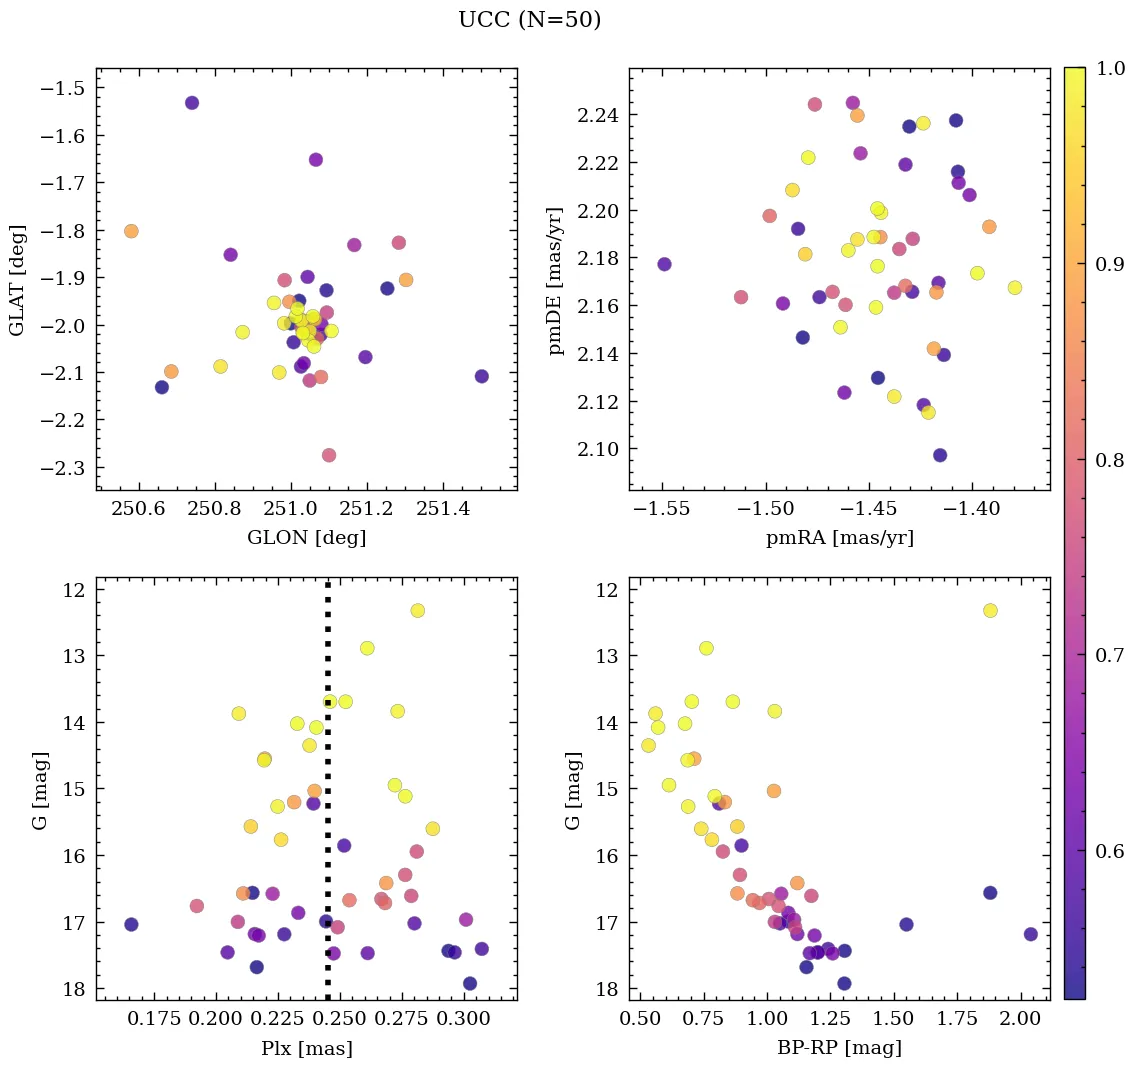 UCC (N=50)
−1.5
−1.6
−1.7
−1.8
−1.9
−2.0
−2.1
−2.2
−2.3
GLAT [deg]
250.6 250.8 251.0 251.2 251.4
GLON [deg]
2.24
2.22
2.20
2.18
2.16
2.14
2.12
2.10
pmDE [mas/yr]
−1.55 −1.50 −1.45 −1.40
pmRA [mas/yr]
1.0
0.9
0.8
0.7
0.6
12
13
14
15
16
17
18
G [mag]
0.175 0.200 0.225 0.250 0.275 0.300
Plx [mas]
12
13
14
15
16
17
18
G [mag]
0.50 0.75 1.00 1.25 1.50 1.75 2.00
BP-RP [mag]